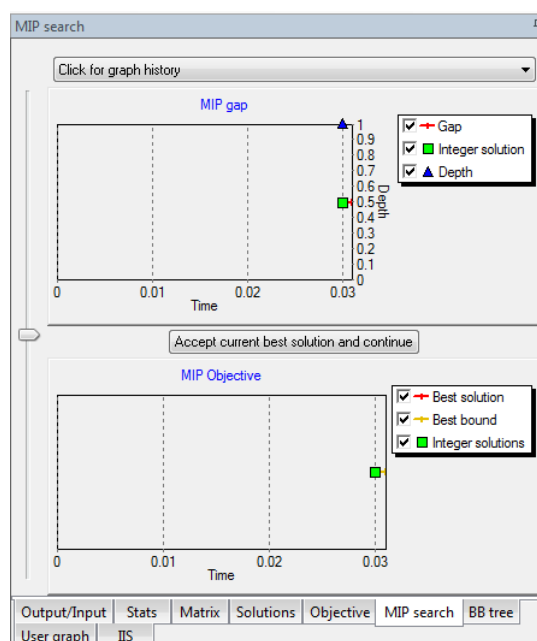 MIP search
Click for graph history
MIP gap
Gap
Integer solution
Depth
1
0.9
0.8
0.7
0.6
0.5
0.4
0.3
0.2
0.1
0
Depth
0 0.01 0.02 0.03
Time
Accept current best solution and continue
MIP Objective
Best solution
Best bound
Integer solutions
0 0.01 0.02 0.03
Time
Output/Input Stats Matrix Solutions Objective MIP search BB tree
User graph IIS